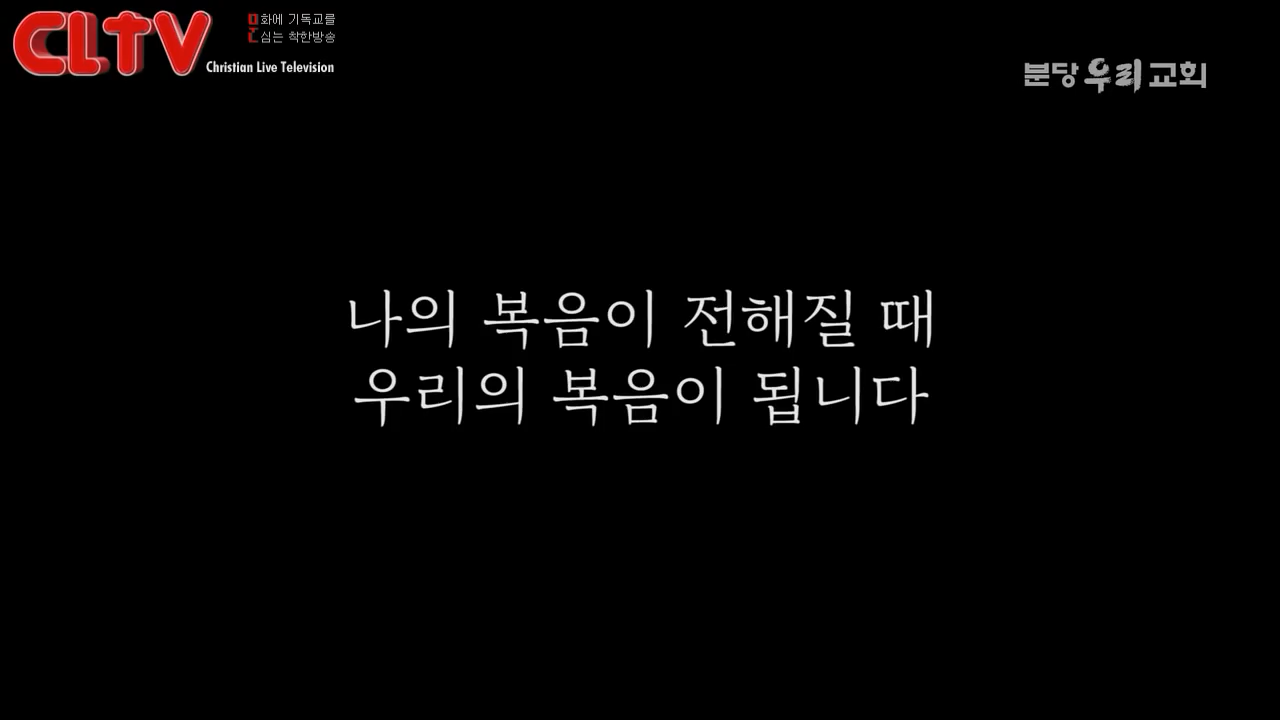 CLTV
문화에 기독교를
심는 착한방송
Christian Live Television
분당우리교회
나의 복음이 전해질 때
우리의 복음이 됩니다